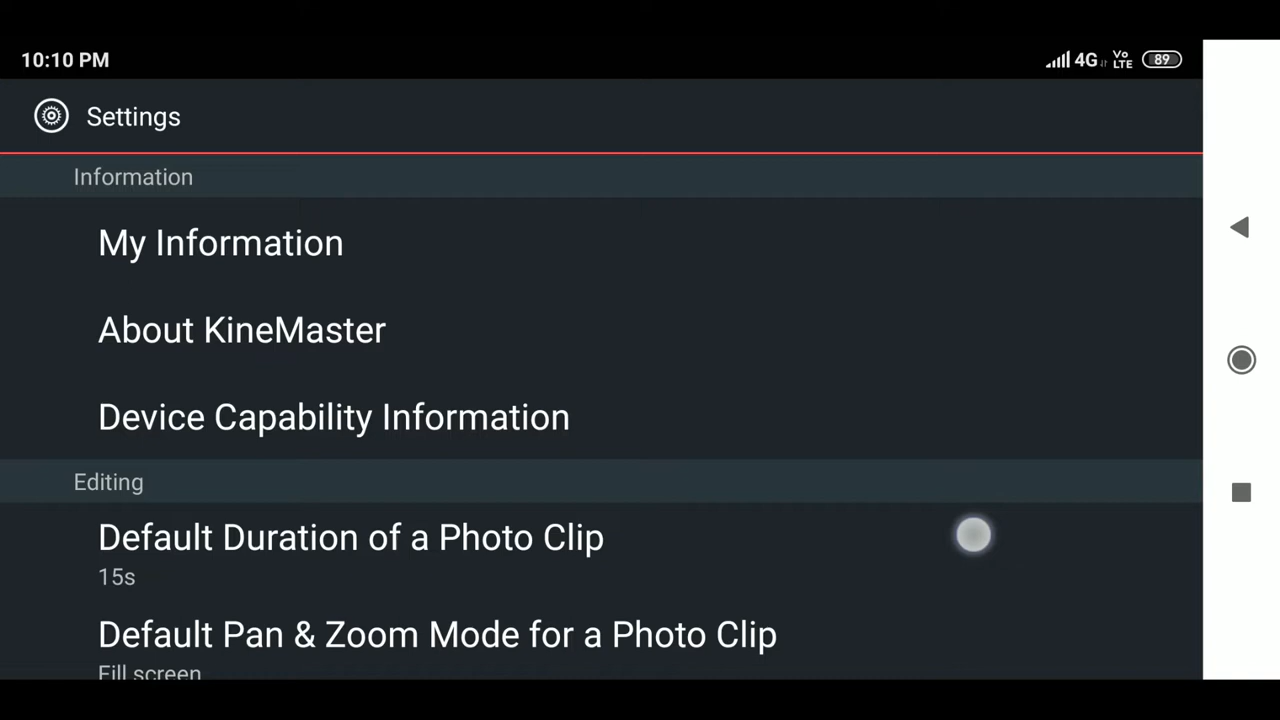 10:10 PM
4G Vo LTE 89
Settings
Information
My Information
About KineMaster
Device Capability Information
Editing
Default Duration of a Photo Clip
15s
Default Pan & Zoom Mode for a Photo Clip
Fill screen